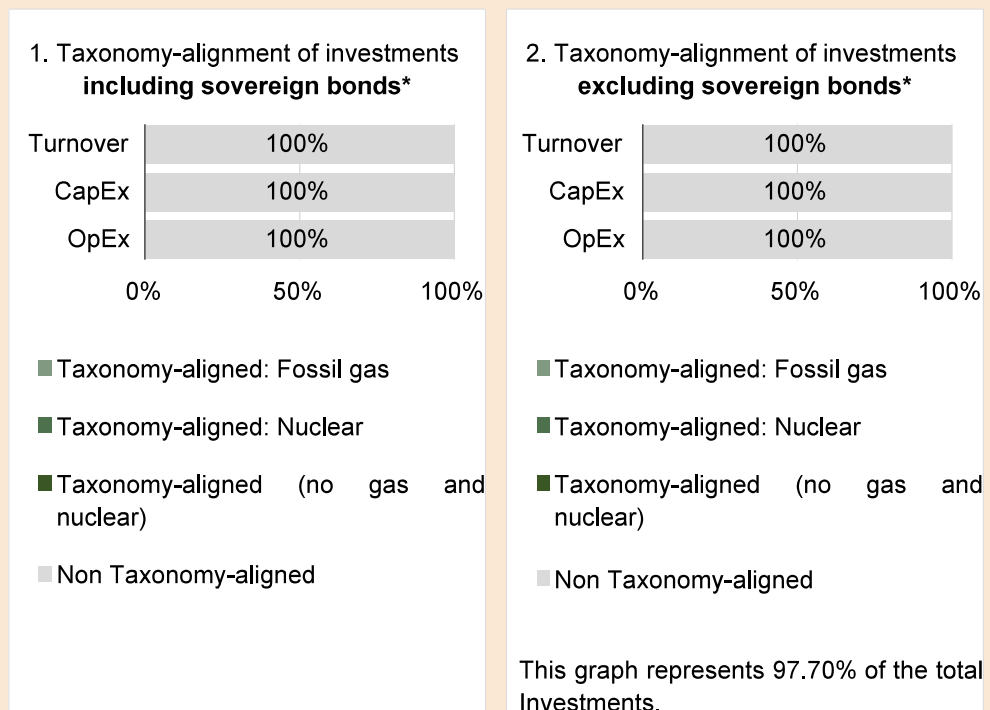 1. Taxonomy-alignment of investments
including sovereign bonds*
Turnover 100%
CapEx 100%
OpEx 100%
0% 50% 100%
Taxonomy-aligned: Fossil gas
Taxonomy-aligned: Nuclear
Taxonomy-aligned (no gas and
nuclear)
Non Taxonomy-aligned
2. Taxonomy-alignment of investments
excluding sovereign bonds*
Turnover 100%
CapEx 100%
OpEx 100%
0% 50% 100%
Taxonomy-aligned: Fossil gas
Taxonomy-aligned: Nuclear
Taxonomy-aligned (no gas and
nuclear)
Non Taxonomy-aligned
This graph represents 97.70% of the total
Investments.